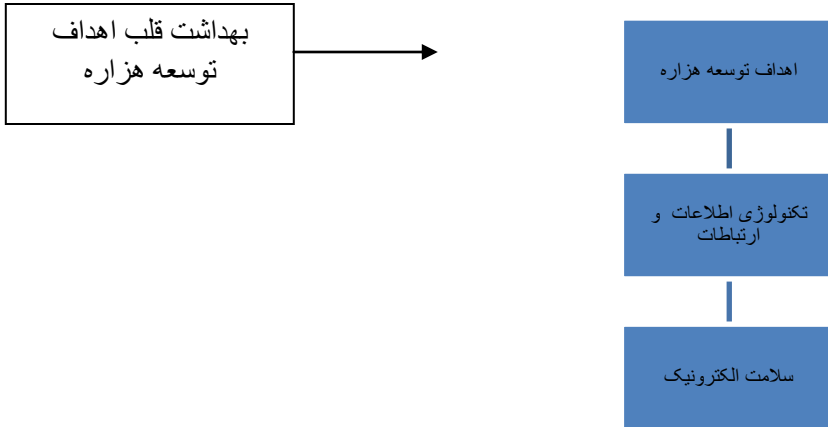 بهداشت قلب اهداف
توسعه هزاره
اهداف توسعه هزاره
تکنولوژی اطلاعات و
ارتباطات
سلامت الکترونیک